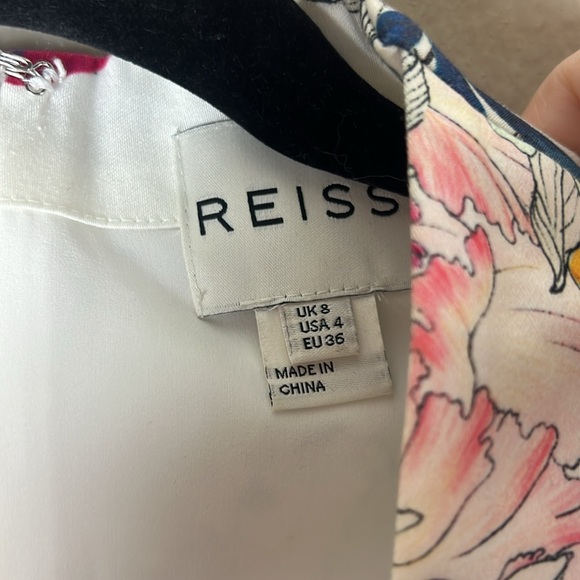 REISS
UK 8
USA 4
EU 36
MADE IN
CHINA